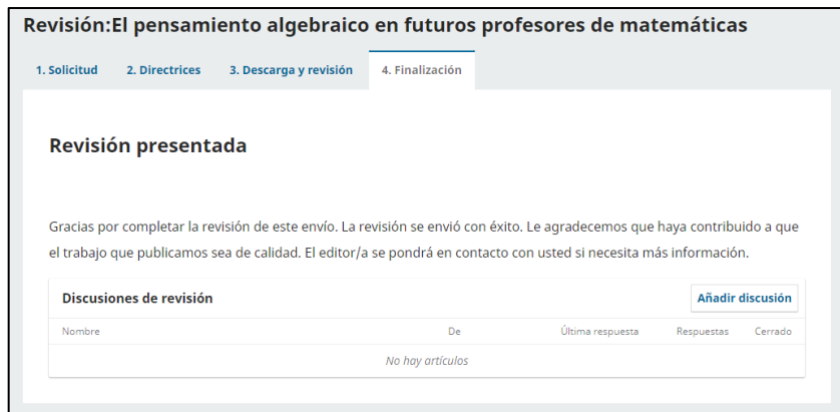 Revisión:El pensamiento algebraico en futuros profesores de matemáticas
1. Solicitud 2. Directrices 3. Descarga y revisión 4. Finalización
Revisión presentada
Gracias por completar la revisión de este envío. La revisión se envió con éxito. Le agradecemos que haya contribuido a que
el trabajo que publicamos sea de calidad. El editor/a se pondrá en contacto con usted si necesita más información.
Discusiones de revisión Añadir discusión
Nombre De Última respuesta Respuestas Cerrado
No hay artículos